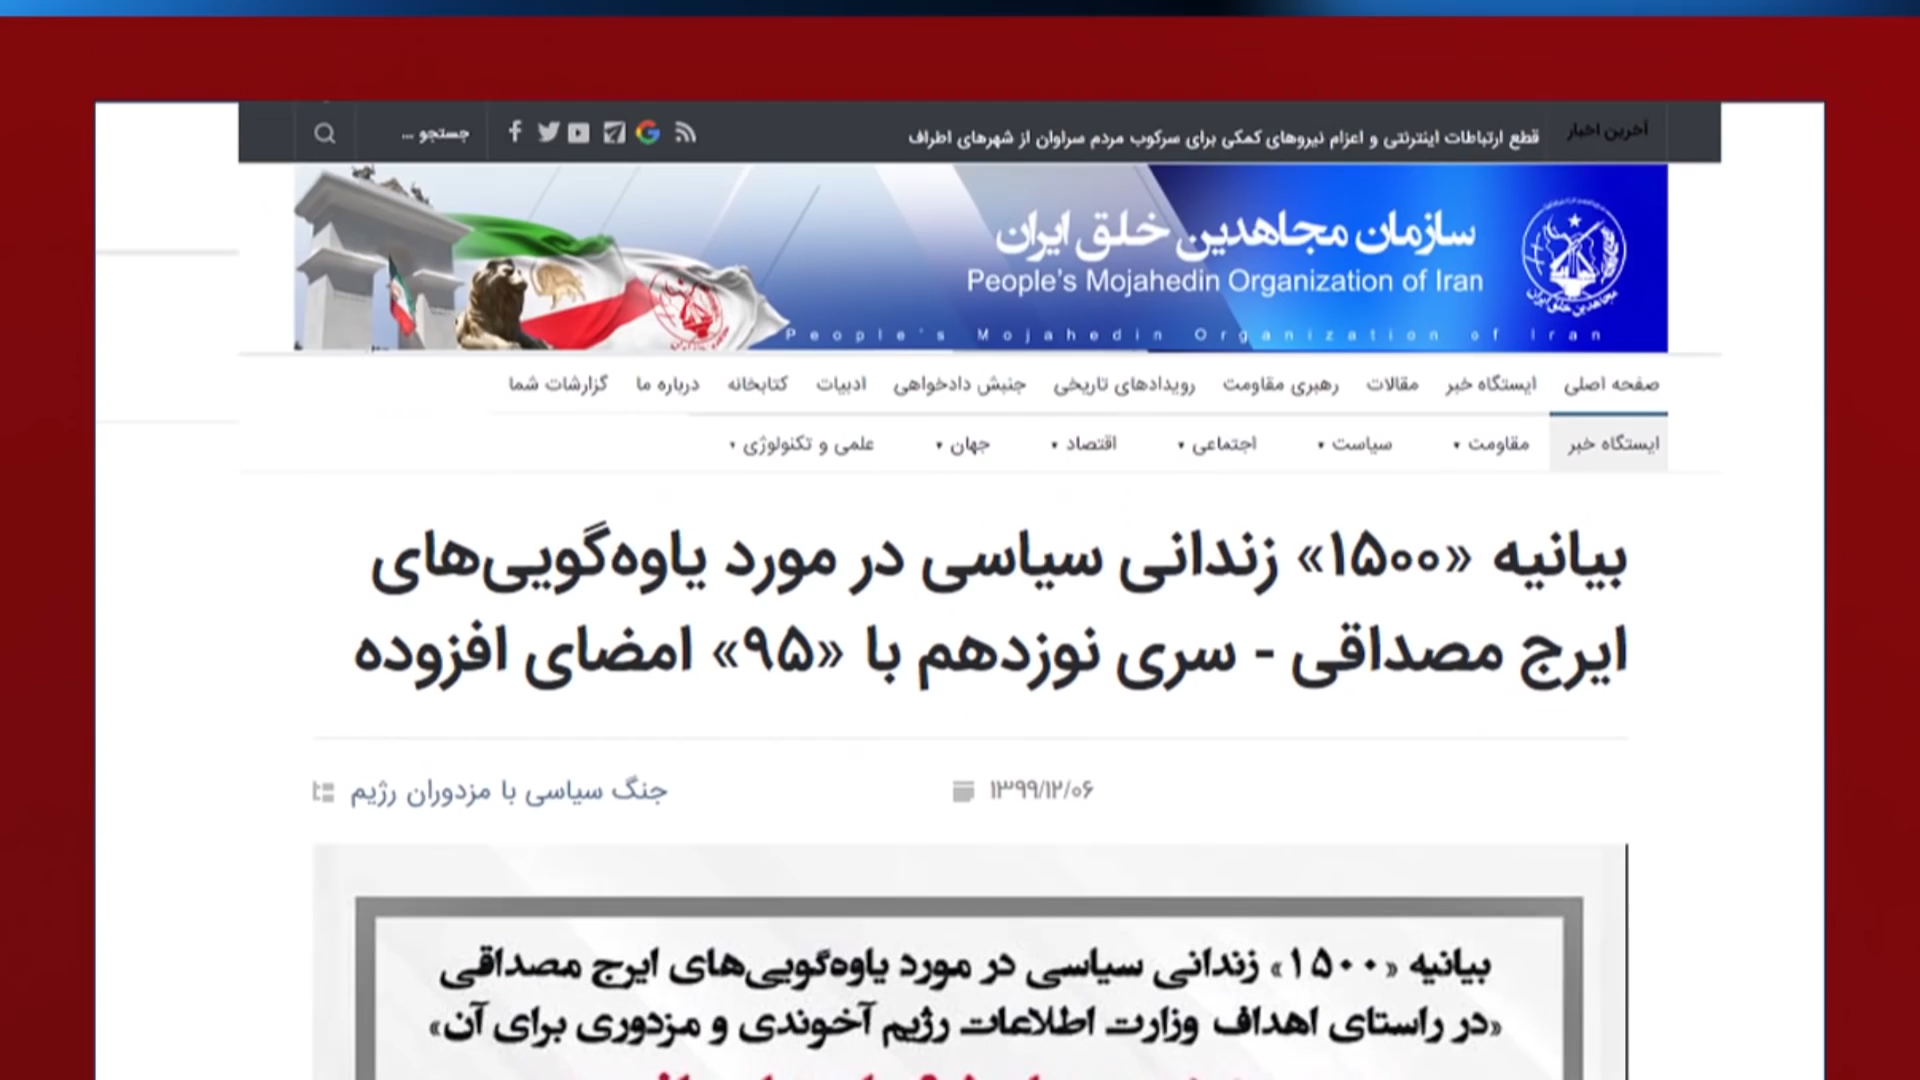 آخرین اخبار
قطع ارتباطات اینترنتی و اعزام نیروهای کمکی برای سرکوب مردم سراوان از شهرهای اطراف
جستجو ...
سازمان مجاهدین خلق ایران
People's Mojahedin Organization of Iran
People's Mojahedin Organization of Iran
مجاهدین خلق ایران
صفحه اصلی ایستگاه خبر مقالات رهبری مقاومت رویدادهای تاریخی جنبش دادخواهی ادبیات کتابخانه درباره ما گزارشات شما
ایستگاه خبر مقاومت سیاست اجتماعی اقتصاد جهان علمی و تکنولوژی
بیانیه «۱۵۰۰» زندانی سیاسی در مورد یاوه‌گویی‌های
ایرج مصداقی - سری نوزدهم با «۹۵» امضای افزوده
۱۳۹۹/۱۲/۰۶
جنگ سیاسی با مزدوران رژیم
بیانیه «۱۵۰۰» زندانی سیاسی در مورد یاوه‌گویی‌های ایرج مصداقی
«در راستای اهداف وزارت اطلاعات رژیم آخوندی و مزدوری برای آن»